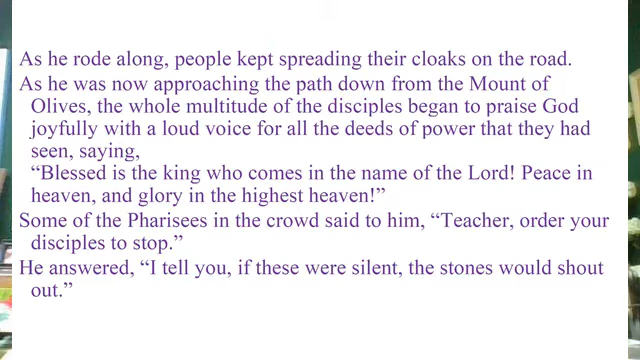 As he rode along, people kept spreading their cloaks on the road.
As he was now approaching the path down from the Mount of
Olives, the whole multitude of the disciples began to praise God
joyfully with a loud voice for all the deeds of power that they had
seen, saying,
“Blessed is the king who comes in the name of the Lord! Peace in
heaven, and glory in the highest heaven!”
Some of the Pharisees in the crowd said to him, “Teacher, order your
disciples to stop.”
He answered, “I tell you, if these were silent, the stones would shout
out.”